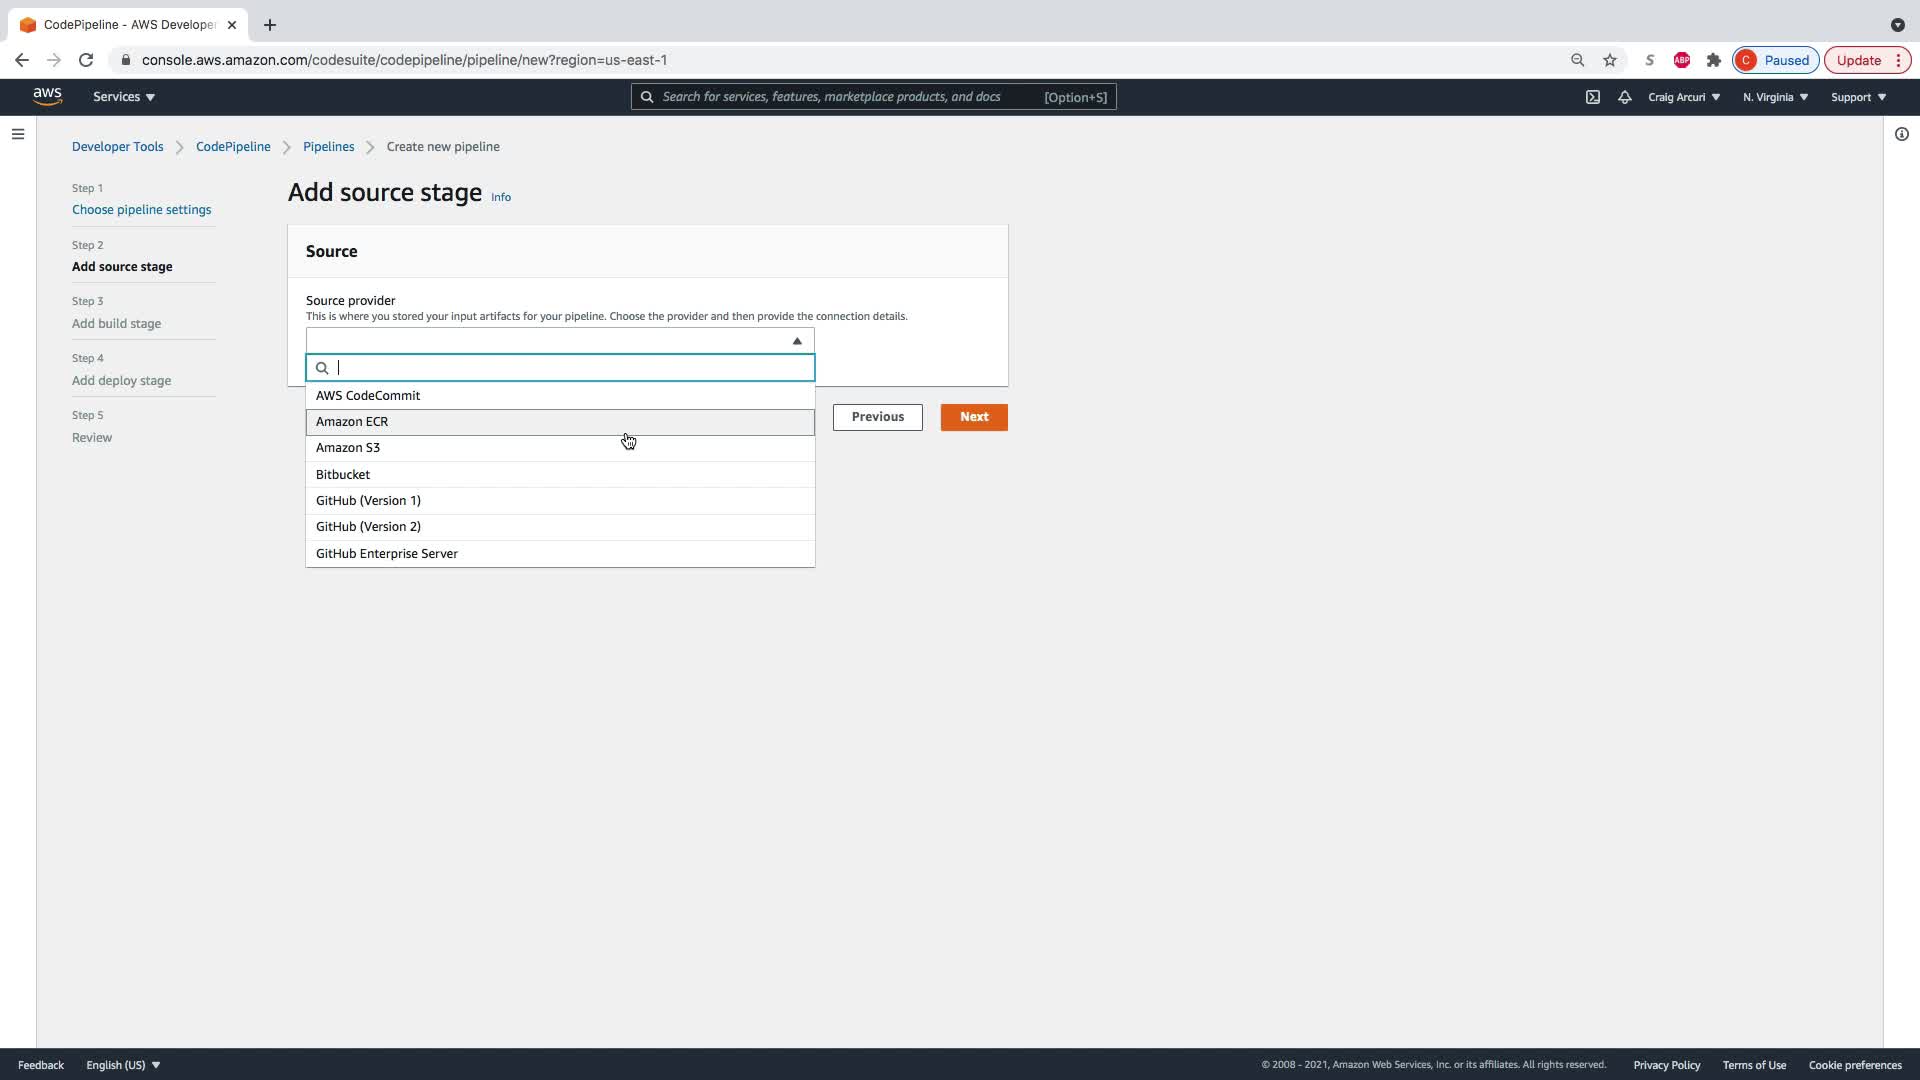 CodePipeline - AWS Developer
console.aws.amazon.com/codesuite/codepipeline/pipeline/new?region=us-east-1
S
ABP
C
Paused
Update
aws
Services
Search for services, features, marketplace products, and docs
[Option+S]
Craig Arcuri
N. Virginia
Support
Developer Tools
CodePipeline
Pipelines
Create new pipeline
Step 1
Choose pipeline settings
Step 2
Add source stage
Step 3
Add build stage
Step 4
Add deploy stage
Step 5
Review
Add source stage
Info
Source
Source provider
This is where you stored your input artifacts for your pipeline. Choose the provider and then provide the connection details.
AWS CodeCommit
Amazon ECR
Amazon S3
Bitbucket
GitHub (Version 1)
GitHub (Version 2)
GitHub Enterprise Server
Previous
Next
Feedback
English (US)
© 2008 - 2021, Amazon Web Services, Inc. or its affiliates. All rights reserved.
Privacy Policy
Terms of Use
Cookie preferences